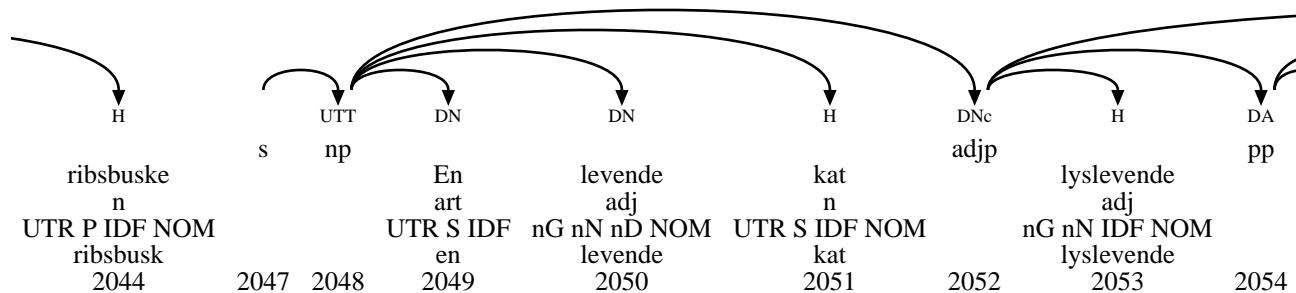 H UTT DN DN H DNc H DA
s np adjp pp
ribsbuske En levende kat lyslevende
n art adj n adj
UTR P IDF NOM UTR S IDF nG nN nD NOM UTR S IDF NOM nG nN IDF NOM
ribsbusk en levende kat lyslevende
2044 2047 2048 2049 2050 2051 2052 2053 2054